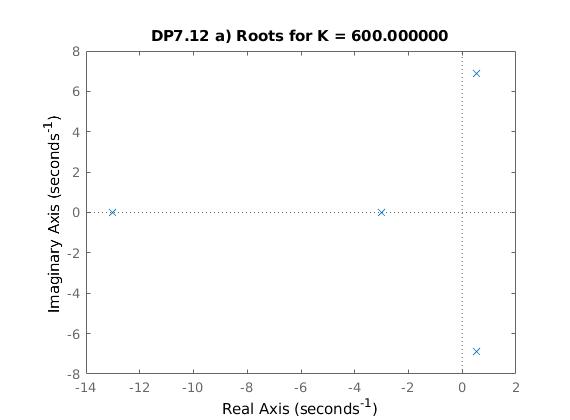 DP7.12 a) Roots for K = 600.000000
8
6
4
2
0
-2
-4
-6
-8
Imaginary Axis (seconds⁻¹)
-14 -12 -10 -8 -6 -4 -2 0 2
Real Axis (seconds⁻¹)